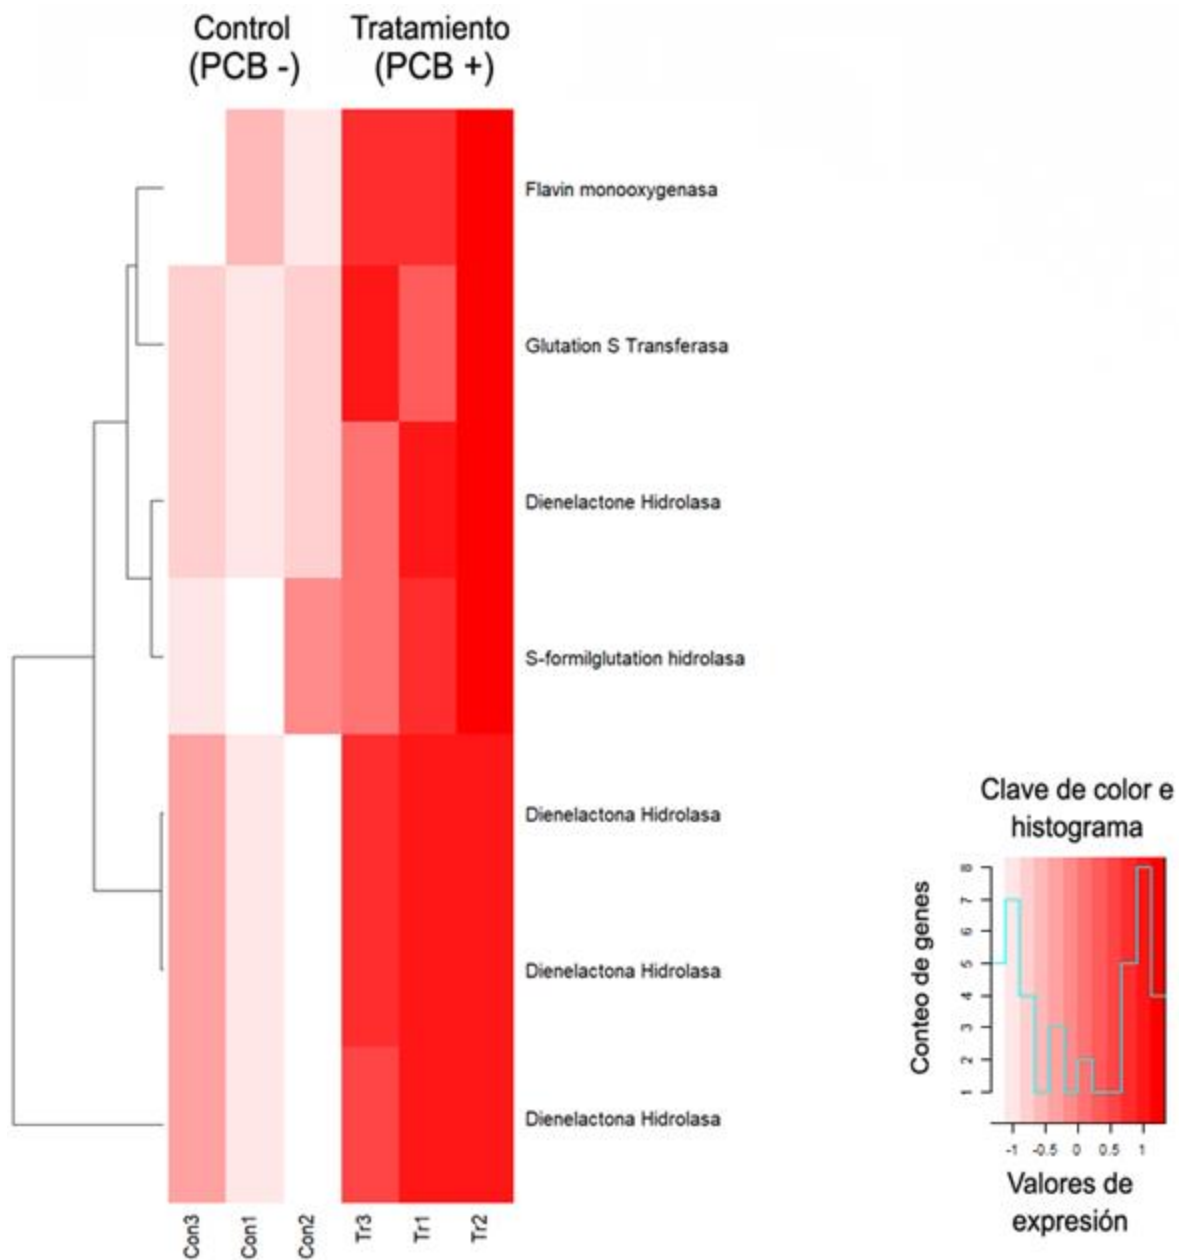 Control
(PCB -)
Tratamiento
(PCB +)
Flavin monooxygenasa
Glutation S Transferasa
Dienelactone Hidrolasa
S-formilglutation hidrolasa
Dienelactona Hidrolasa
Dienelactona Hidrolasa
Dienelactona Hidrolasa
Con3
Con1
Con2
Tr3
Tr1
Tr2
Clave de color e
histograma
Conteo de genes
8
7
6
5
4
3
2
1
-1 -0.5 0 0.5 1
Valores de
expresión